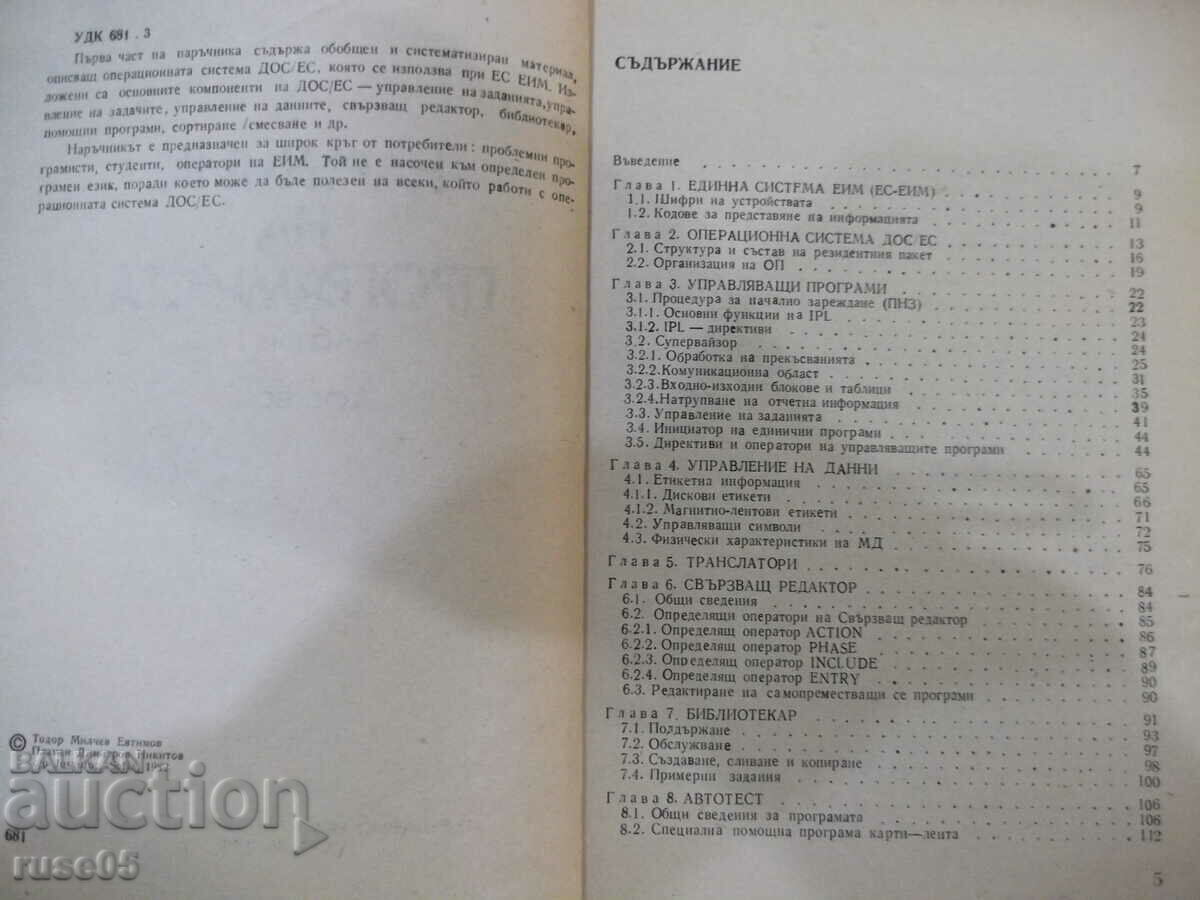 УДК 681.3
Първа част на наръчника съдържа обобщен и систематизиран материал,
описващ операционната система ДОС/ЕС, която се използва при ЕС ЕИМ. Из-
ложени са основните компоненти на ДОС/ЕС — управление на заданията, упра-
вление на задачите, управление на данните, свързващ редактор, библиотекар,
помощни програми, сортиране /смесване и др.
Наръчникът е предназначен за широк кръг от потребители: проблемни про-
грамисти, студенти, оператори на ЕИМ. Той не е насочен към определен про-
грамен език, поради което може да бъде полезен на всеки, който работи с опе-
рационната система ДОС/ЕС.
© Тодор Милчев Евтимов
Никитов
681
BALKAN
auction
ruse05
СЪДЪРЖАНИЕ
Въведение 7
Глава 1. ЕДИННА СИСТЕМА ЕИМ (ЕС-ЕИМ) 9
1.1. Шифри на устройствата 9
1.2. Кодове за представяне на информацията 11
Глава 2. ОПЕРАЦИОННА СИСТЕМА ДОС/ЕС 13
2.1. Структура и състав на резидентния пакет 16
2.2. Организация на ОП 19
Глава 3. УПРАВЛЯВАЩИ ПРОГРАМИ 22
3.1. Процедура за начално зареждане (ПНЗ) 22
3.1.1. Основни функции на IPL 23
3.1.2. IPL — директиви 24
3.2. Супервайзор 24
3.2.1. Обработка на прекъсванията 25
3.2.2. Комуникационна област 31
3.2.3. Входно-изходни блокове и таблици 35
3.2.4. Натрупване на отчетна информация 39
3.3. Управление на заданията 41
3.4. Инициатор на единични програми 44
3.5. Директиви и оператори на управляващите програми 44
Глава 4. УПРАВЛЕНИЕ НА ДАННИ 65
4.1. Етикетна информация 65
4.1.1. Дискови етикети 66
4.1.2. Магнитно-лентови етикети 71
4.2. Управляващи символи 72
4.3. Физически характеристики на МД 75
Глава 5. ТРАНСЛАТОРИ 76
Глава 6. СВЪРЗВАЩ РЕДАКТОР 84
6.1. Общи сведения 84
6.2. Определящи оператори на Свързващ редактор 85
6.2.1. Определящ оператор ACTION 86
6.2.2. Определящ оператор PHASE 87
6.2.3. Определящ оператор INCLUDE 89
6.2.4. Определящ оператор ENTRY 90
6.3. Редактиране на самопреместващи се програми 90
Глава 7. БИБЛИОТЕКАР 91
7.1. Поддържане 93
7.2. Обслужване 97
7.3. Създаване, сливане и копиране 98
7.4. Примерни задания 100
Глава 8. АВТОТЕСТ 106
8.1. Общи сведения за програмата 106
8.2. Специална помощна програма карти—лента 112
5